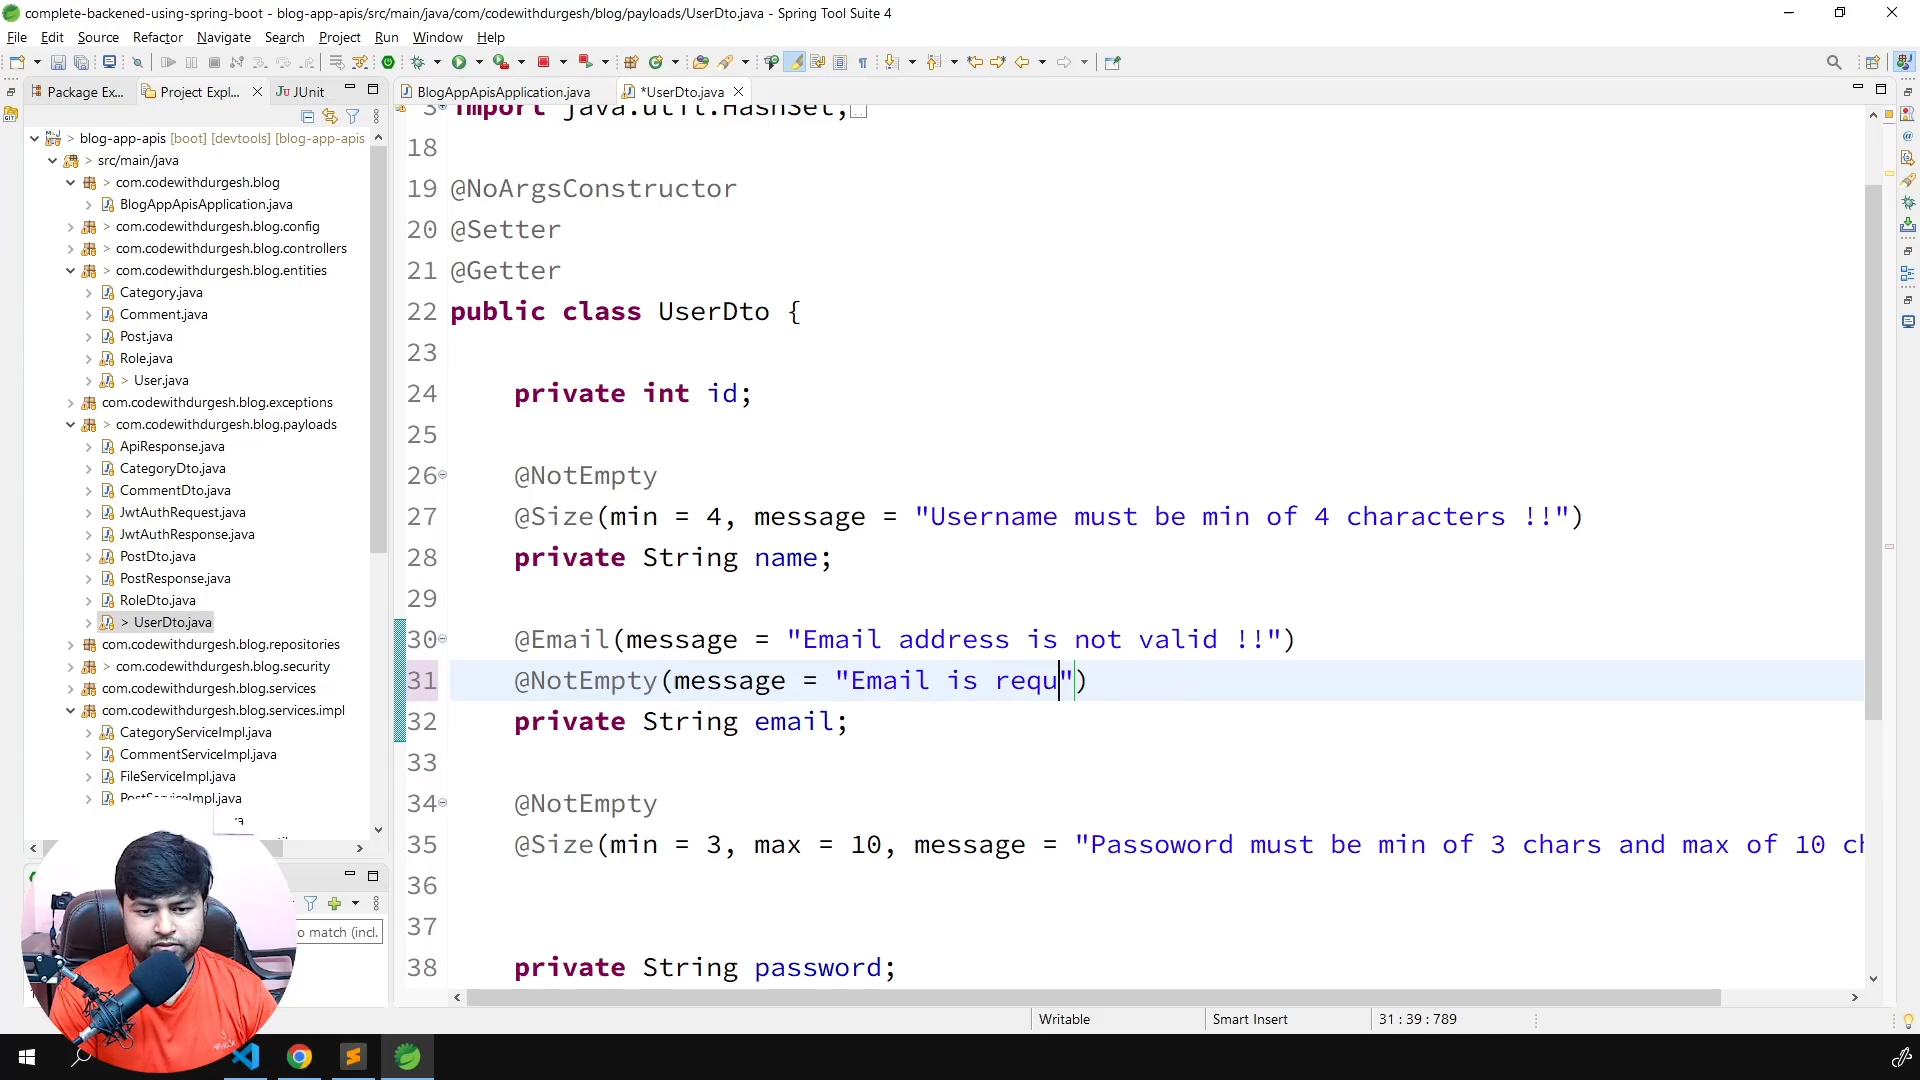 complete-backened-using-spring-boot - blog-app-apis/src/main/java/com/codewithdurgesh/blog/payloads/UserDto.java - Spring Tool Suite 4
File Edit Source Refactor Navigate Search Project Run Window Help
Package Ex... Project Expl... JUnit
BlogAppApisApplication.java *UserDto.java
> blog-app-apis [boot] [devtools] [blog-app-apis
> src/main/java
> com.codewithdurgesh.blog
BlogAppApisApplication.java
> com.codewithdurgesh.blog.config
> com.codewithdurgesh.blog.controllers
> com.codewithdurgesh.blog.entities
Category.java
Comment.java
Post.java
Role.java
> User.java
com.codewithdurgesh.blog.exceptions
> com.codewithdurgesh.blog.payloads
ApiResponse.java
CategoryDto.java
CommentDto.java
JwtAuthRequest.java
JwtAuthResponse.java
PostDto.java
PostResponse.java
RoleDto.java
> UserDto.java
com.codewithdurgesh.blog.repositories
> com.codewithdurgesh.blog.security
com.codewithdurgesh.blog.services
com.codewithdurgesh.blog.services.impl
CategoryServiceImpl.java
CommentServiceImpl.java
FileServiceImpl.java
PostServiceImpl.java
o match (incl.
3 import java.util.HashSet;
18
19 @NoArgsConstructor
20 @Setter
21 @Getter
22 public class UserDto {
23
24 private int id;
25
26 @NotEmpty
27 @Size(min = 4, message = "Username must be min of 4 characters !!")
28 private String name;
29
30 @Email(message = "Email address is not valid !!")
31 @NotEmpty(message = "Email is requ")
32 private String email;
33
34 @NotEmpty
35 @Size(min = 3, max = 10, message = "Passoword must be min of 3 chars and max of 10 ch
36
37
38 private String password;
Writable Smart Insert 31 : 39 : 789